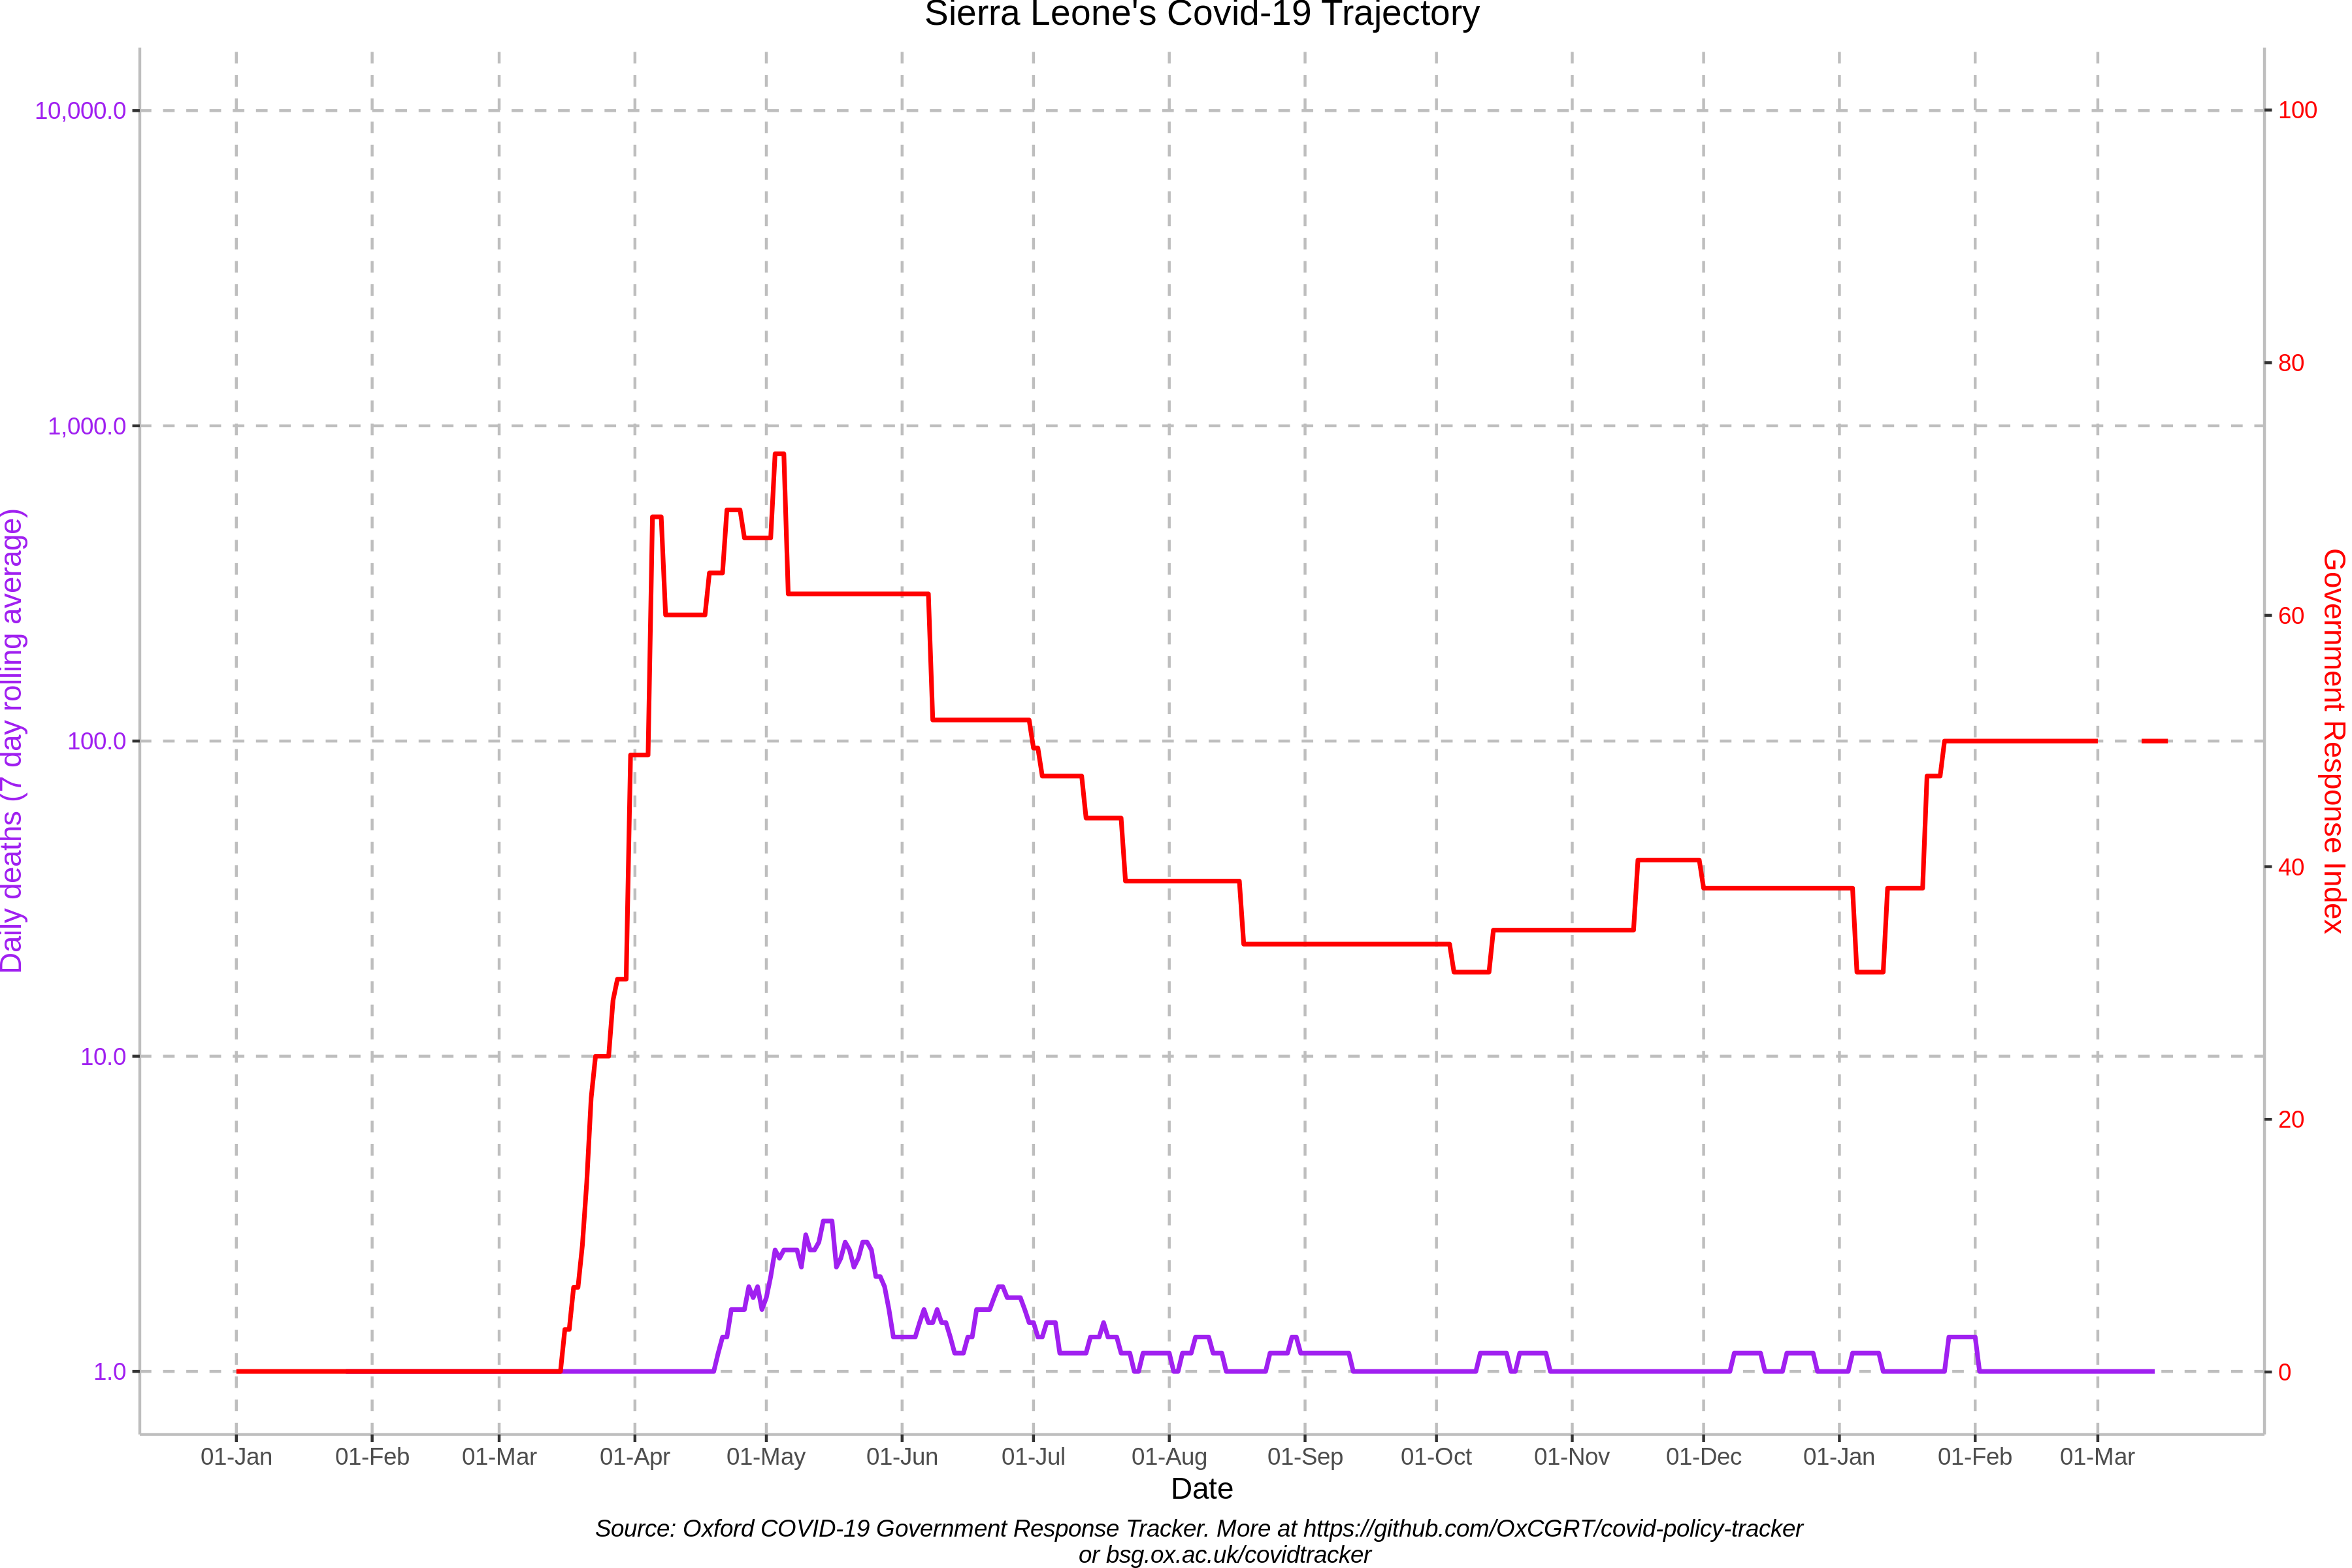 Sierra Leone's Covid-19 Trajectory
10,000.0
1,000.0
100.0
10.0
1.0
Daily deaths (7 day rolling average)
100
80
60
40
20
0
Government Response Index
01-Jan 01-Feb 01-Mar 01-Apr 01-May 01-Jun 01-Jul 01-Aug 01-Sep 01-Oct 01-Nov 01-Dec 01-Jan 01-Feb 01-Mar
Date
Source: Oxford COVID-19 Government Response Tracker. More at https://github.com/OxCGRT/covid-policy-tracker
or bsg.ox.ac.uk/covidtracker